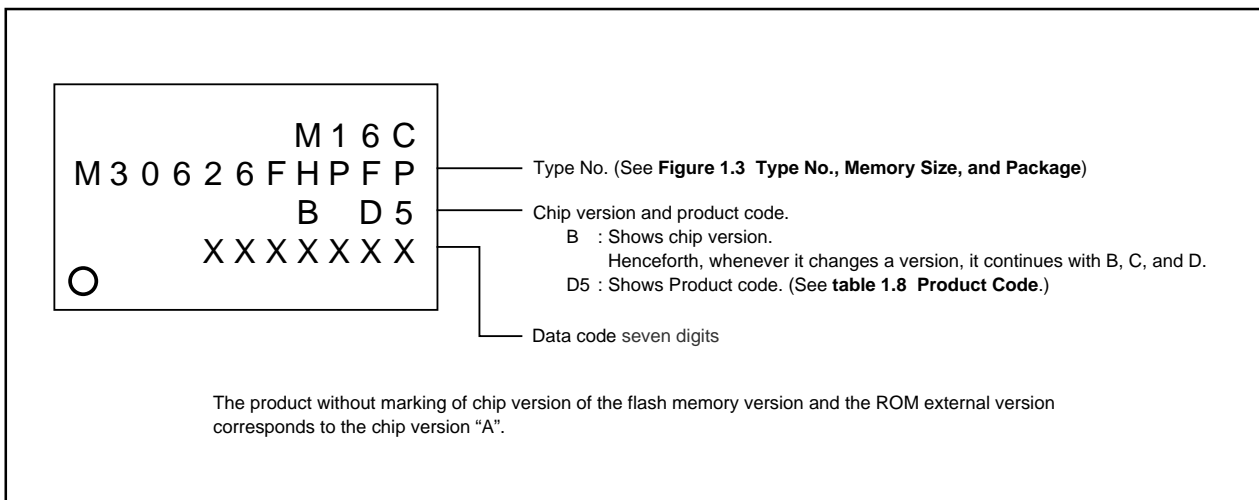 M16C
M30626FHPFP
B D5
XXXXXXX
Type No. (See Figure 1.3 Type No., Memory Size, and Package)
Chip version and product code.
B : Shows chip version.
Henceforth, whenever it changes a version, it continues with B, C, and D.
D5 : Shows Product code. (See table 1.8 Product Code.)
Data code seven digits
The product without marking of chip version of the flash memory version and the ROM external version
corresponds to the chip version “A”.